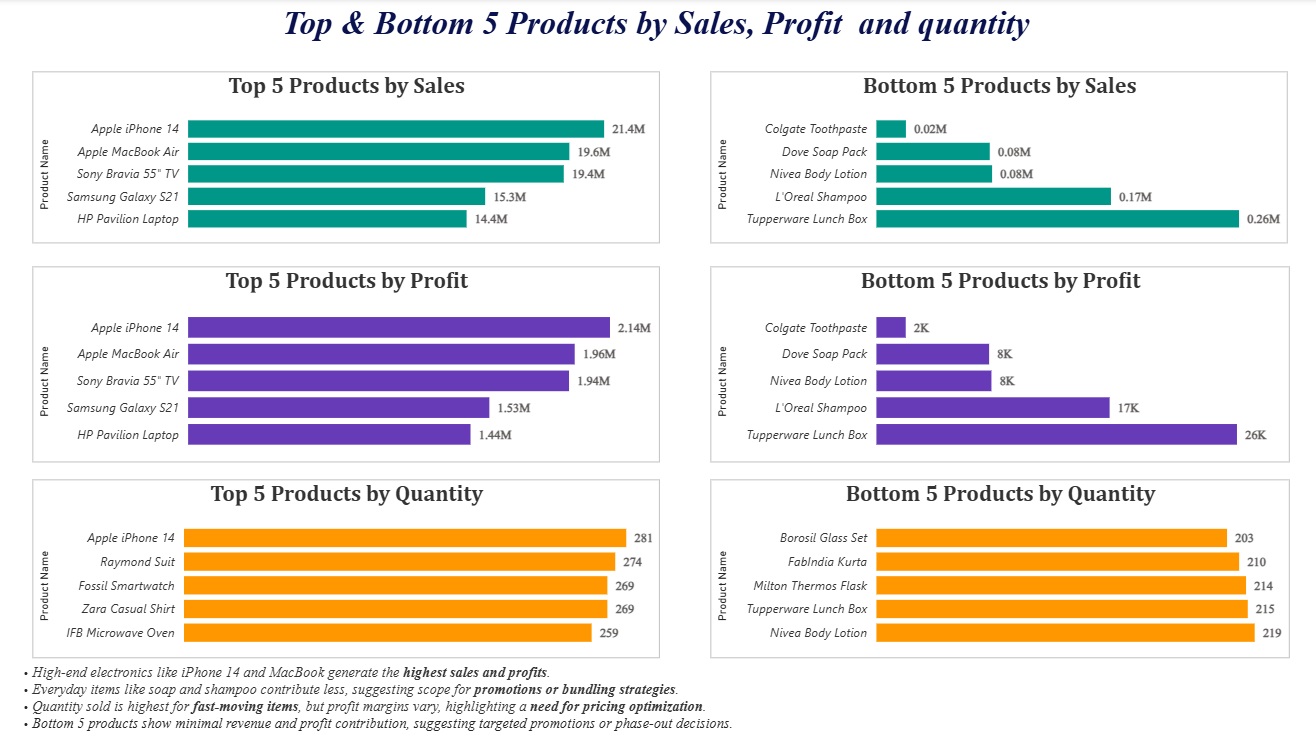 Top & Bottom 5 Products by Sales, Profit and quantity
Top 5 Products by Sales
Product Name
Apple iPhone 14 21.4M
Apple MacBook Air 19.6M
Sony Bravia 55" TV 19.4M
Samsung Galaxy S21 15.3M
HP Pavilion Laptop 14.4M
Bottom 5 Products by Sales
Product Name
Colgate Toothpaste 0.02M
Dove Soap Pack 0.08M
Nivea Body Lotion 0.08M
L'Oreal Shampoo 0.17M
Tupperware Lunch Box 0.26M
Top 5 Products by Profit
Product Name
Apple iPhone 14 2.14M
Apple MacBook Air 1.96M
Sony Bravia 55" TV 1.94M
Samsung Galaxy S21 1.53M
HP Pavilion Laptop 1.44M
Bottom 5 Products by Profit
Product Name
Colgate Toothpaste 2K
Dove Soap Pack 8K
Nivea Body Lotion 8K
L'Oreal Shampoo 17K
Tupperware Lunch Box 26K
Top 5 Products by Quantity
Product Name
Apple iPhone 14 281
Raymond Suit 274
Fossil Smartwatch 269
Zara Casual Shirt 269
IFB Microwave Oven 259
Bottom 5 Products by Quantity
Product Name
Borosil Glass Set 203
FabIndia Kurta 210
Milton Thermos Flask 214
Tupperware Lunch Box 215
Nivea Body Lotion 219
• High-end electronics like iPhone 14 and MacBook generate the highest sales and profits.
• Everyday items like soap and shampoo contribute less, suggesting scope for promotions or bundling strategies.
• Quantity sold is highest for fast-moving items, but profit margins vary, highlighting a need for pricing optimization.
• Bottom 5 products show minimal revenue and profit contribution, suggesting targeted promotions or phase-out decisions.